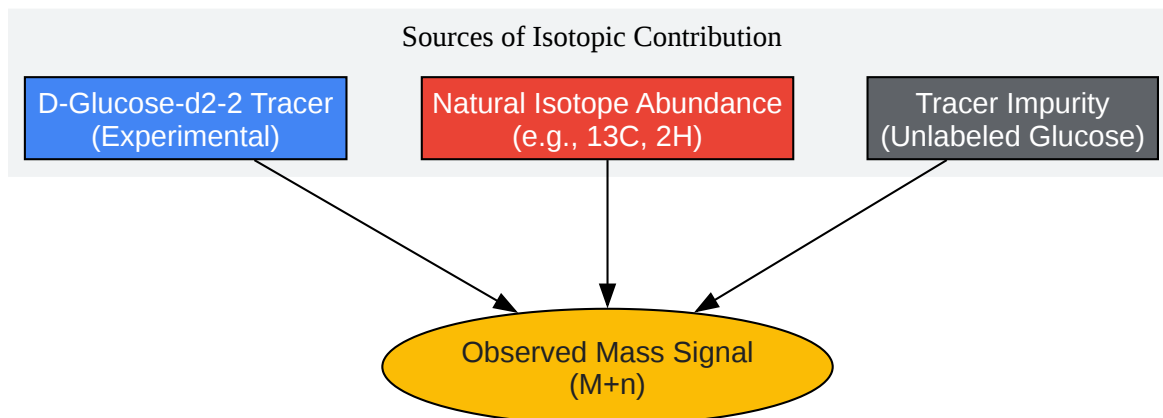 Sources of Isotopic Contribution
D-Glucose-d2-2 Tracer
(Experimental)
Natural Isotope Abundance
(e.g., 13C, 2H)
Tracer Impurity
(Unlabeled Glucose)
Observed Mass Signal
(M+n)